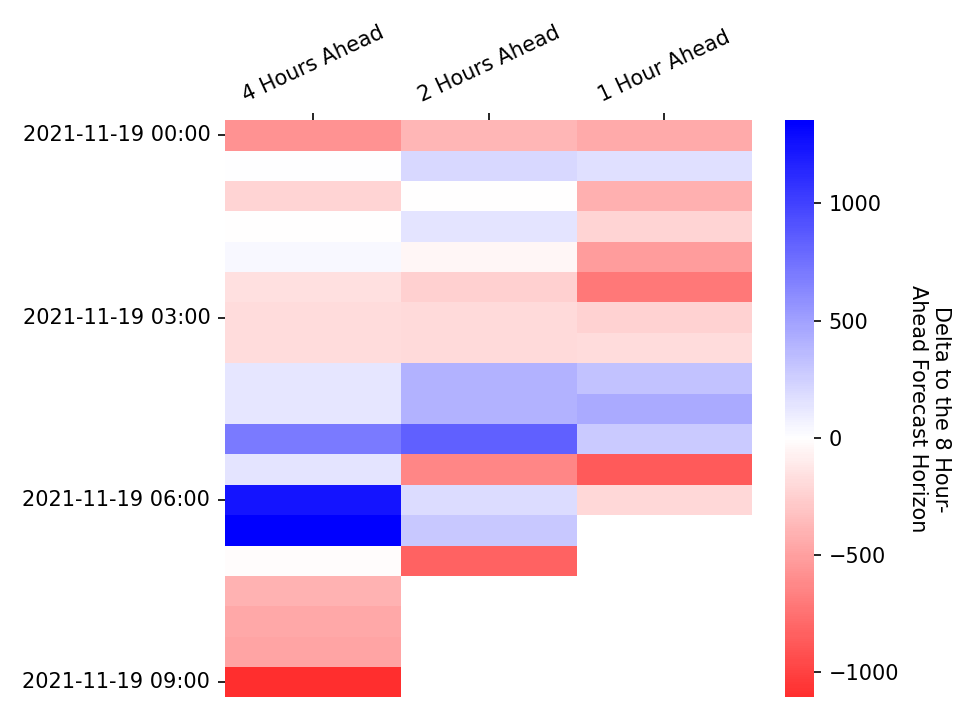 4 Hours Ahead
2 Hours Ahead
1 Hour Ahead
2021-11-19 00:00
2021-11-19 03:00
2021-11-19 06:00
2021-11-19 09:00
1000
500
0
−500
−1000
Delta to the 8 Hour-
Ahead Forecast Horizon